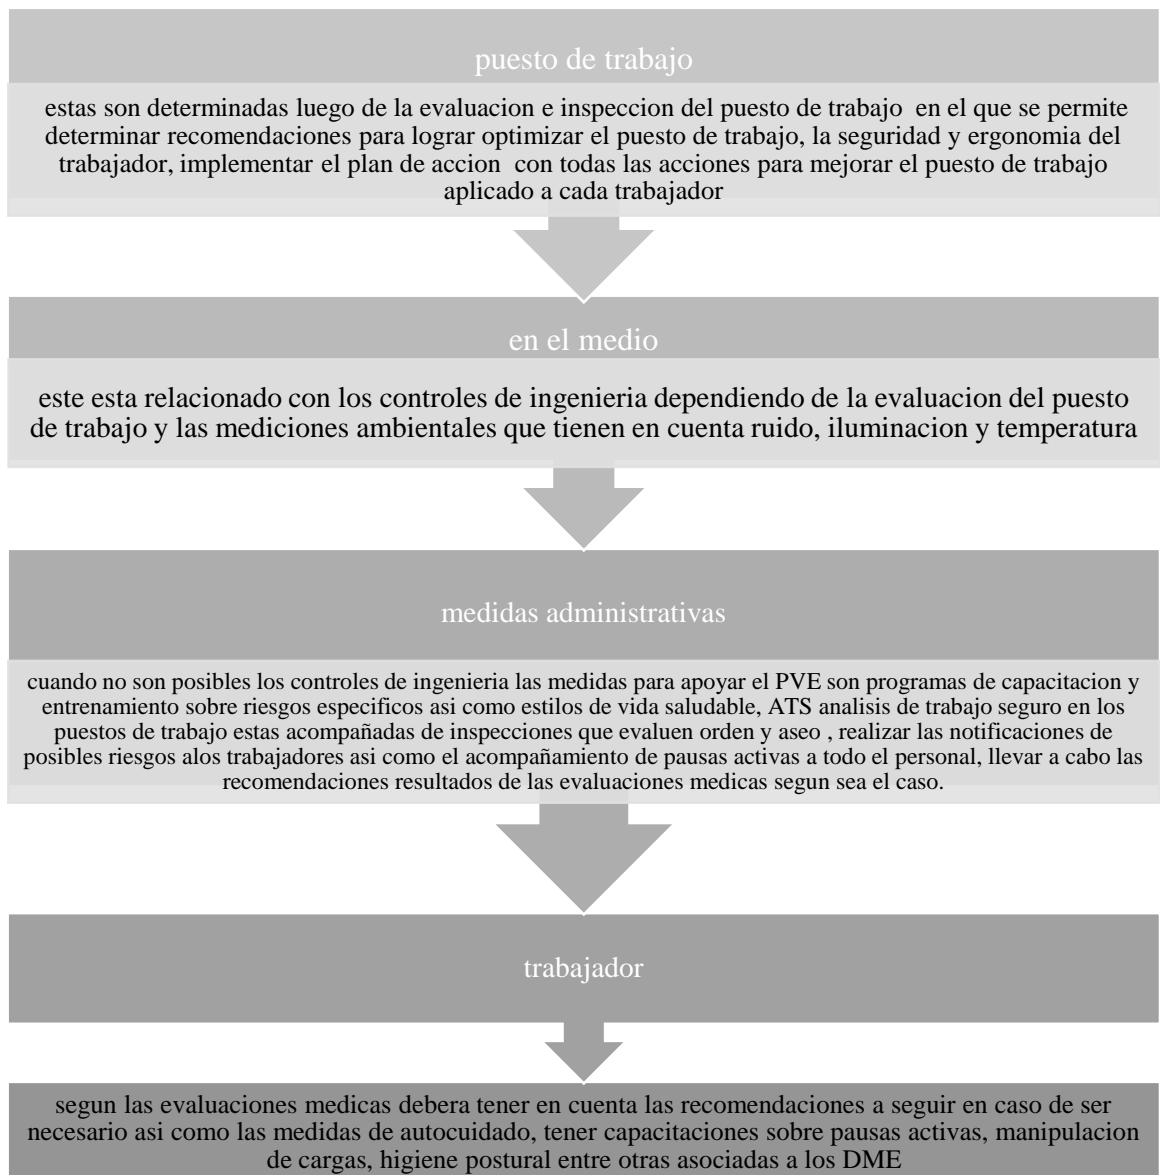 puesto de trabajo
estas son determinadas luego de la evaluacion e inspeccion del puesto de trabajo en el que se permite
determinar recomendaciones para lograr optimizar el puesto de trabajo, la seguridad y ergonomia del
trabajador, implementar el plan de accion con todas las acciones para mejorar el puesto de trabajo
aplicado a cada trabajador
en el medio
este esta relacionado con los controles de ingenieria dependiendo de la evaluacion del puesto
de trabajo y las mediciones ambientales que tienen en cuenta ruido, iluminacion y temperatura
medidas administrativas
cuando no son posibles los controles de ingenieria las medidas para apoyar el PVE son programas de capacitacion y
entrenamiento sobre riesgos especificos asi como estilos de vida saludable, ATS analisis de trabajo seguro en los
puestos de trabajo estas acompañadas de inspecciones que evaluen orden y aseo , realizar las notificaciones de
posibles riesgos alos trabajadores asi como el acompañamiento de pausas activas a todo el personal, llevar a cabo las
recomendaciones resultados de las evaluaciones medicas segun sea el caso.
trabajador
segun las evaluaciones medicas debera tener en cuenta las recomendaciones a seguir en caso de ser
necesario asi como las medidas de autocuidado, tener capacitaciones sobre pausas activas, manipulacion
de cargas, higiene postural entre otras asociadas a los DME